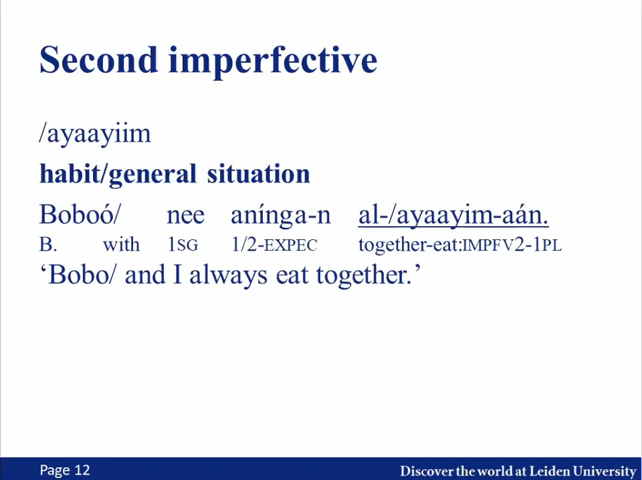 Second imperfective
/ayaayiim
habit/general situation
Boboó/ nee anínga-n al-/ayaayim-aán.
B. with 1SG 1/2-EXPEC together-eat:IMPFV2-1PL
‘Bobo/ and I always eat together.’
Page 12 Discover the world at Leiden University